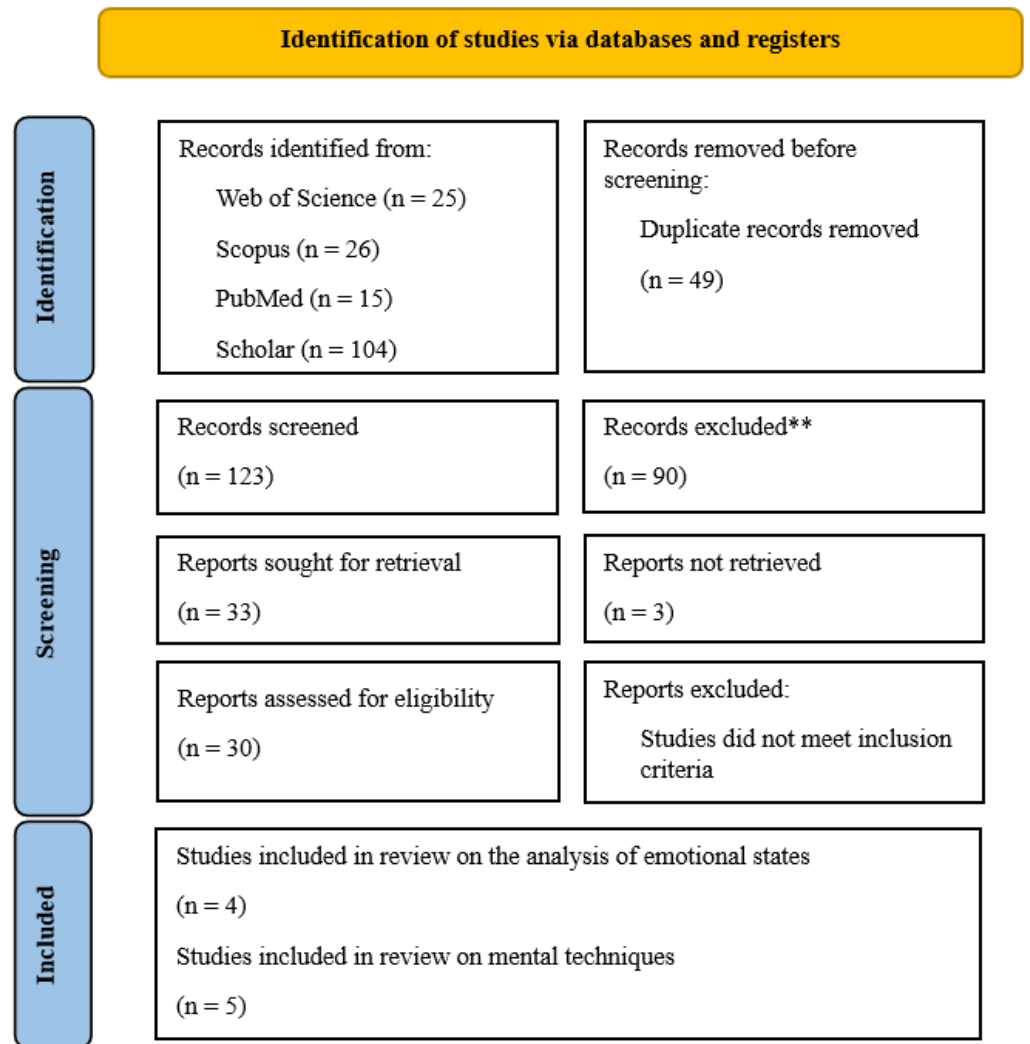 Identification of studies via databases and registers
Identification
Records identified from:
Web of Science (n = 25)
Scopus (n = 26)
PubMed (n = 15)
Scholar (n = 104)
Records removed before
screening:
Duplicate records removed
(n = 49)
Screening
Records screened
(n = 123)
Records excluded**
(n = 90)
Reports sought for retrieval
(n = 33)
Reports not retrieved
(n = 3)
Reports assessed for eligibility
(n = 30)
Reports excluded:
Studies did not meet inclusion
criteria
Included
Studies included in review on the analysis of emotional states
(n = 4)
Studies included in review on mental techniques
(n = 5)